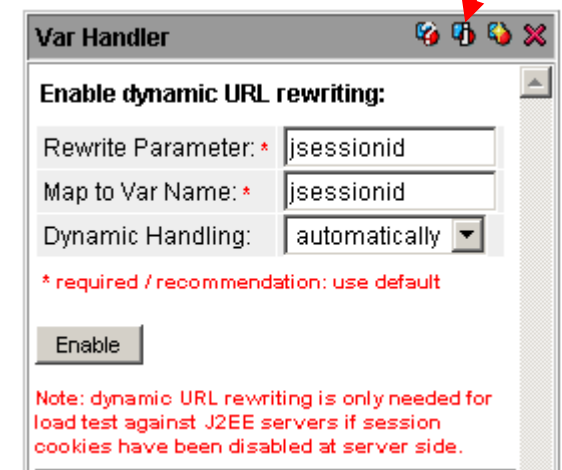 Var Handler
Enable dynamic URL rewriting:
Rewrite Parameter: * jsessionid
Map to Var Name: * jsessionid
Dynamic Handling: automatically
* required / recommendation: use default
Enable
Note: dynamic URL rewriting is only needed for
load test against J2EE servers if session
cookies have been disabled at server side.